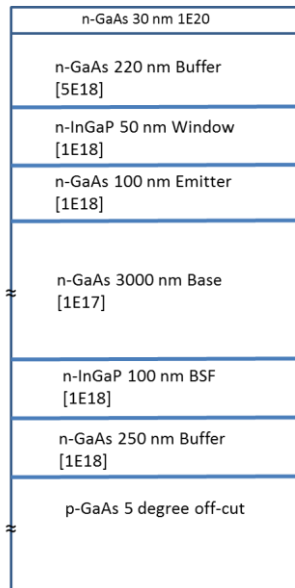 n-GaAs 30 nm 1E20
n-GaAs 220 nm Buffer
[5E18]
n-InGaP 50 nm Window
[1E18]
n-GaAs 100 nm Emitter
[1E18]
n-GaAs 3000 nm Base
[1E17]
n-InGaP 100 nm BSF
[1E18]
n-GaAs 250 nm Buffer
[1E18]
p-GaAs 5 degree off-cut
≈
≈